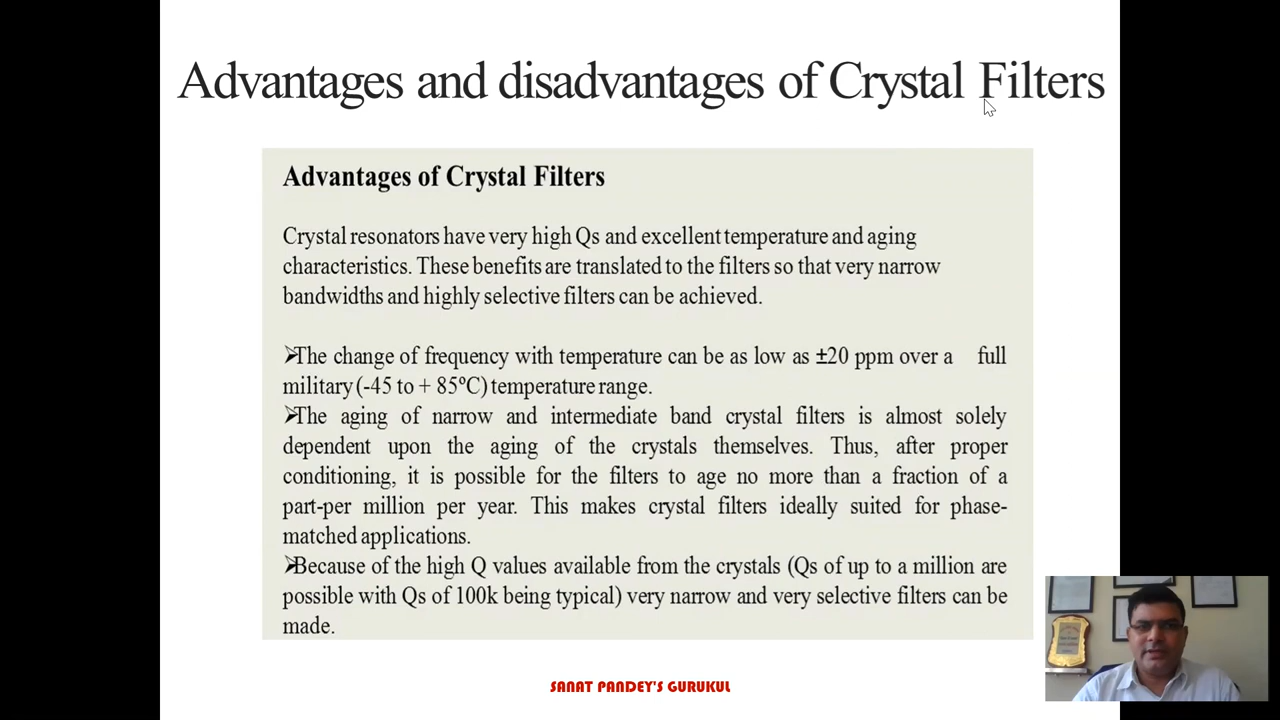 Advantages and disadvantages of Crystal Filters
Advantages of Crystal Filters
Crystal resonators have very high Qs and excellent temperature and aging
characteristics. These benefits are translated to the filters so that very narrow
bandwidths and highly selective filters can be achieved.
➢The change of frequency with temperature can be as low as ±20 ppm over a full
military (-45 to + 85ºC) temperature range.
➢The aging of narrow and intermediate band crystal filters is almost solely
dependent upon the aging of the crystals themselves. Thus, after proper
conditioning, it is possible for the filters to age no more than a fraction of a
part-per million per year. This makes crystal filters ideally suited for phase-
matched applications.
➢Because of the high Q values available from the crystals (Qs of up to a million are
possible with Qs of 100k being typical) very narrow and very selective filters can be
made.
SANAT PANDEY'S GURUKUL